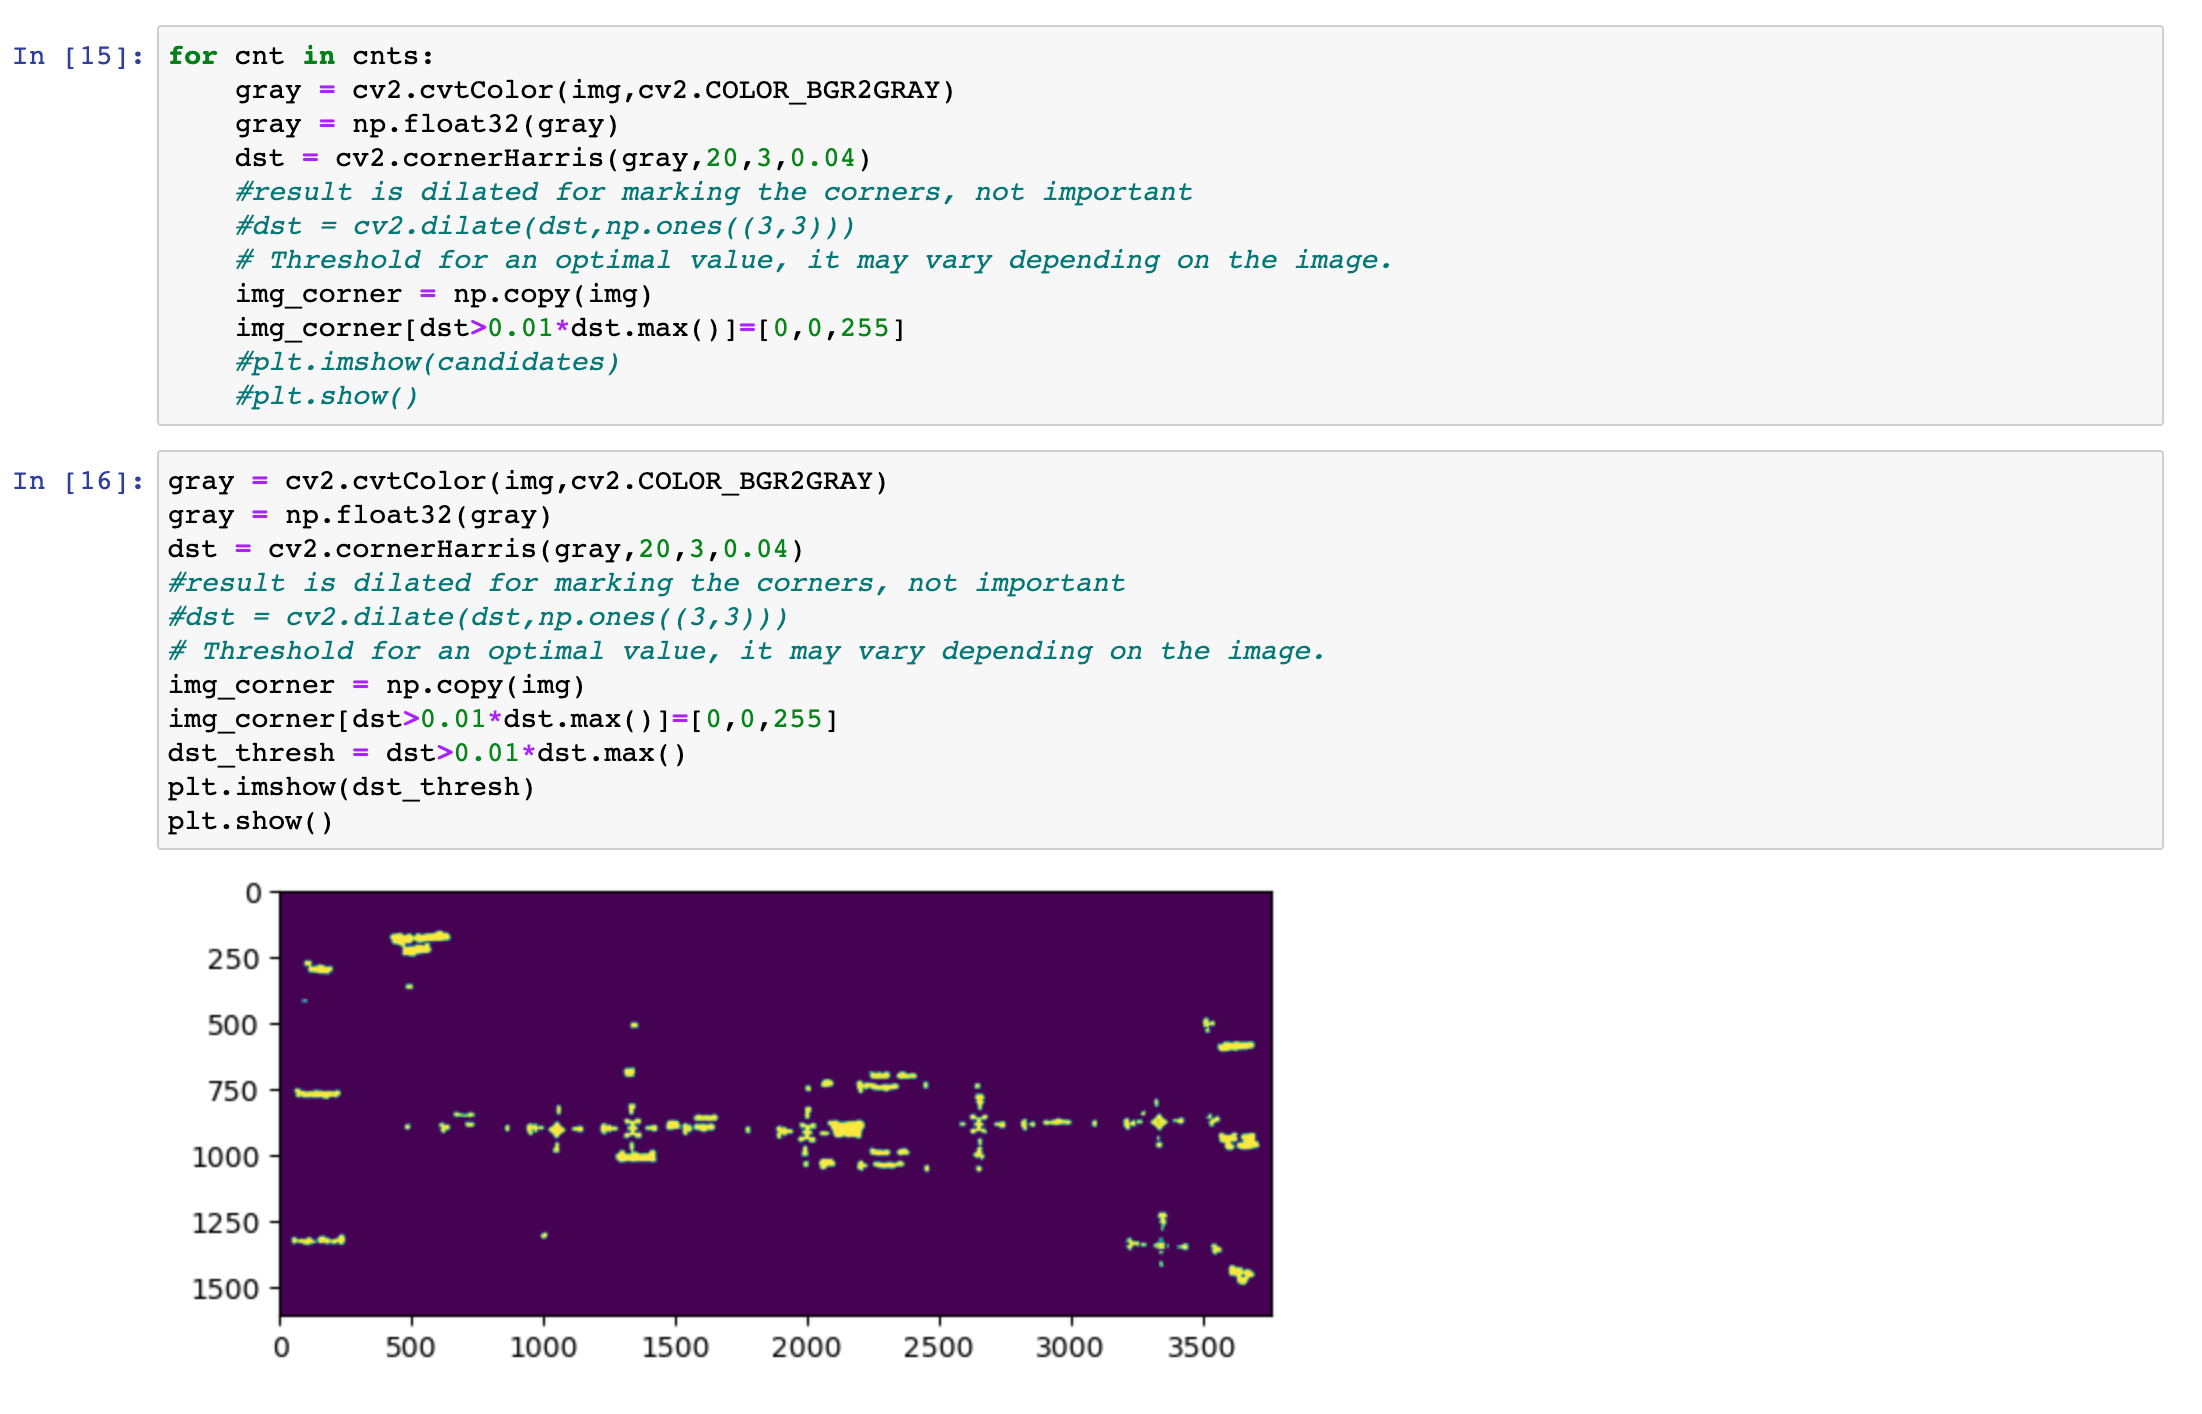 In [15]:
for cnt in cnts:
    gray = cv2.cvtColor(img,cv2.COLOR_BGR2GRAY)
    gray = np.float32(gray)
    dst = cv2.cornerHarris(gray,20,3,0.04)
    #result is dilated for marking the corners, not important
    #dst = cv2.dilate(dst,np.ones((3,3)))
    # Threshold for an optimal value, it may vary depending on the image.
    img_corner = np.copy(img)
    img_corner[dst>0.01*dst.max()]=[0,0,255]
    #plt.imshow(candidates)
    #plt.show()
In [16]:
gray = cv2.cvtColor(img,cv2.COLOR_BGR2GRAY)
gray = np.float32(gray)
dst = cv2.cornerHarris(gray,20,3,0.04)
#result is dilated for marking the corners, not important
#dst = cv2.dilate(dst,np.ones((3,3)))
# Threshold for an optimal value, it may vary depending on the image.
img_corner = np.copy(img)
img_corner[dst>0.01*dst.max()]=[0,0,255]
dst_thresh = dst>0.01*dst.max()
plt.imshow(dst_thresh)
plt.show()
0
250
500
750
1000
1250
1500
0 500 1000 1500 2000 2500 3000 3500